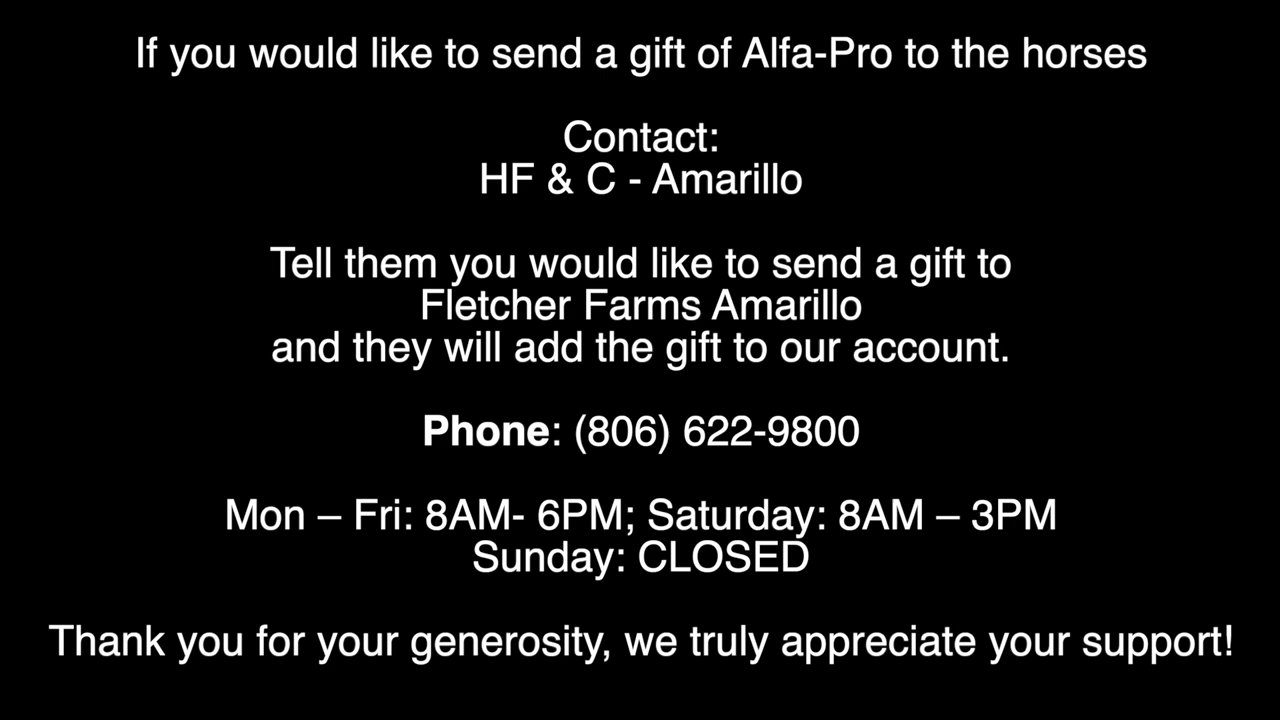 If you would like to send a gift of Alfa-Pro to the horses
Contact:
HF & C - Amarillo
Tell them you would like to send a gift to
Fletcher Farms Amarillo
and they will add the gift to our account.
Phone: (806) 622-9800
Mon – Fri: 8AM- 6PM; Saturday: 8AM – 3PM
Sunday: CLOSED
Thank you for your generosity, we truly appreciate your support!